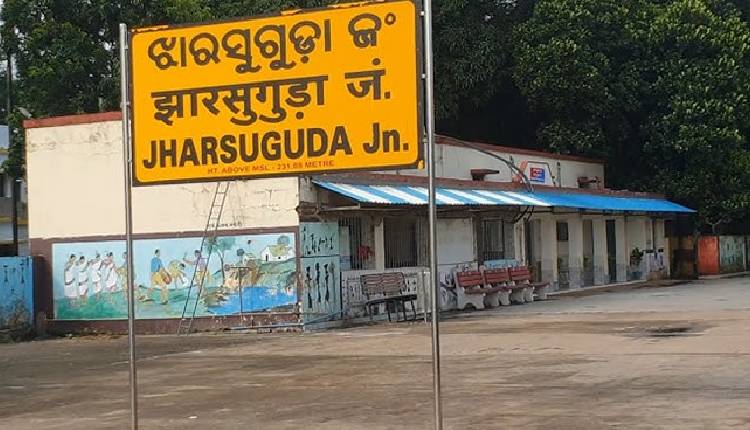 ଝାରସୁଗୁଡ଼ା ଜଂ
झारसुगुड़ा जं.
JHARSUGUDA Jn.
HT. ABOVE MSL - 231.88 METRE